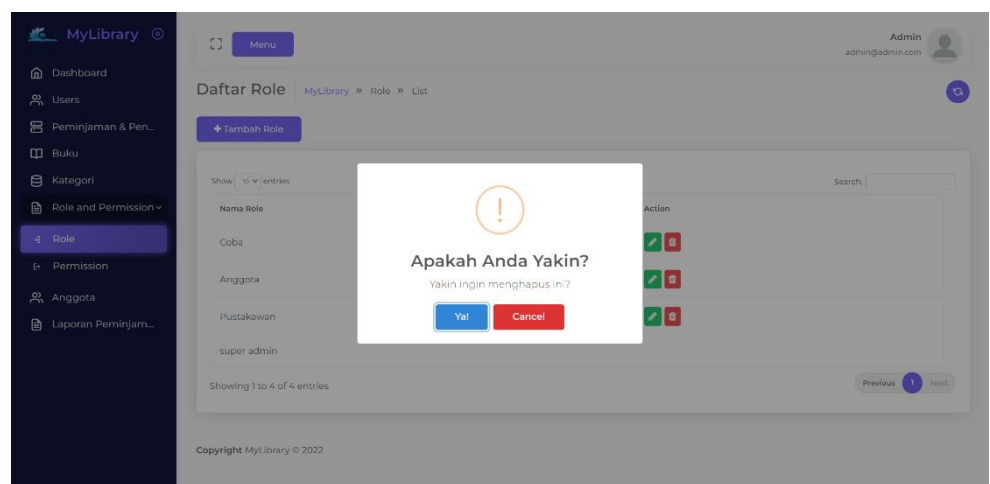 MyLibrary
Menu
Admin
admin@admin.com
Dashboard
Users
Peminjaman & Pen...
Buku
Kategori
Role and Permission
Role
Permission
Anggota
Laporan Peminjam...
Daftar Role
MyLibrary » Role » List
+ Tambah Role
Show 10 entries
Search:
Nama Role
Action
Coba
Anggota
Pustakawan
super admin
!
Apakah Anda Yakin?
Yakin ingin menghapus ini?
Ya!
Cancel
Showing 1 to 4 of 4 entries
Previous 1 Next
Copyright MyLibrary © 2022